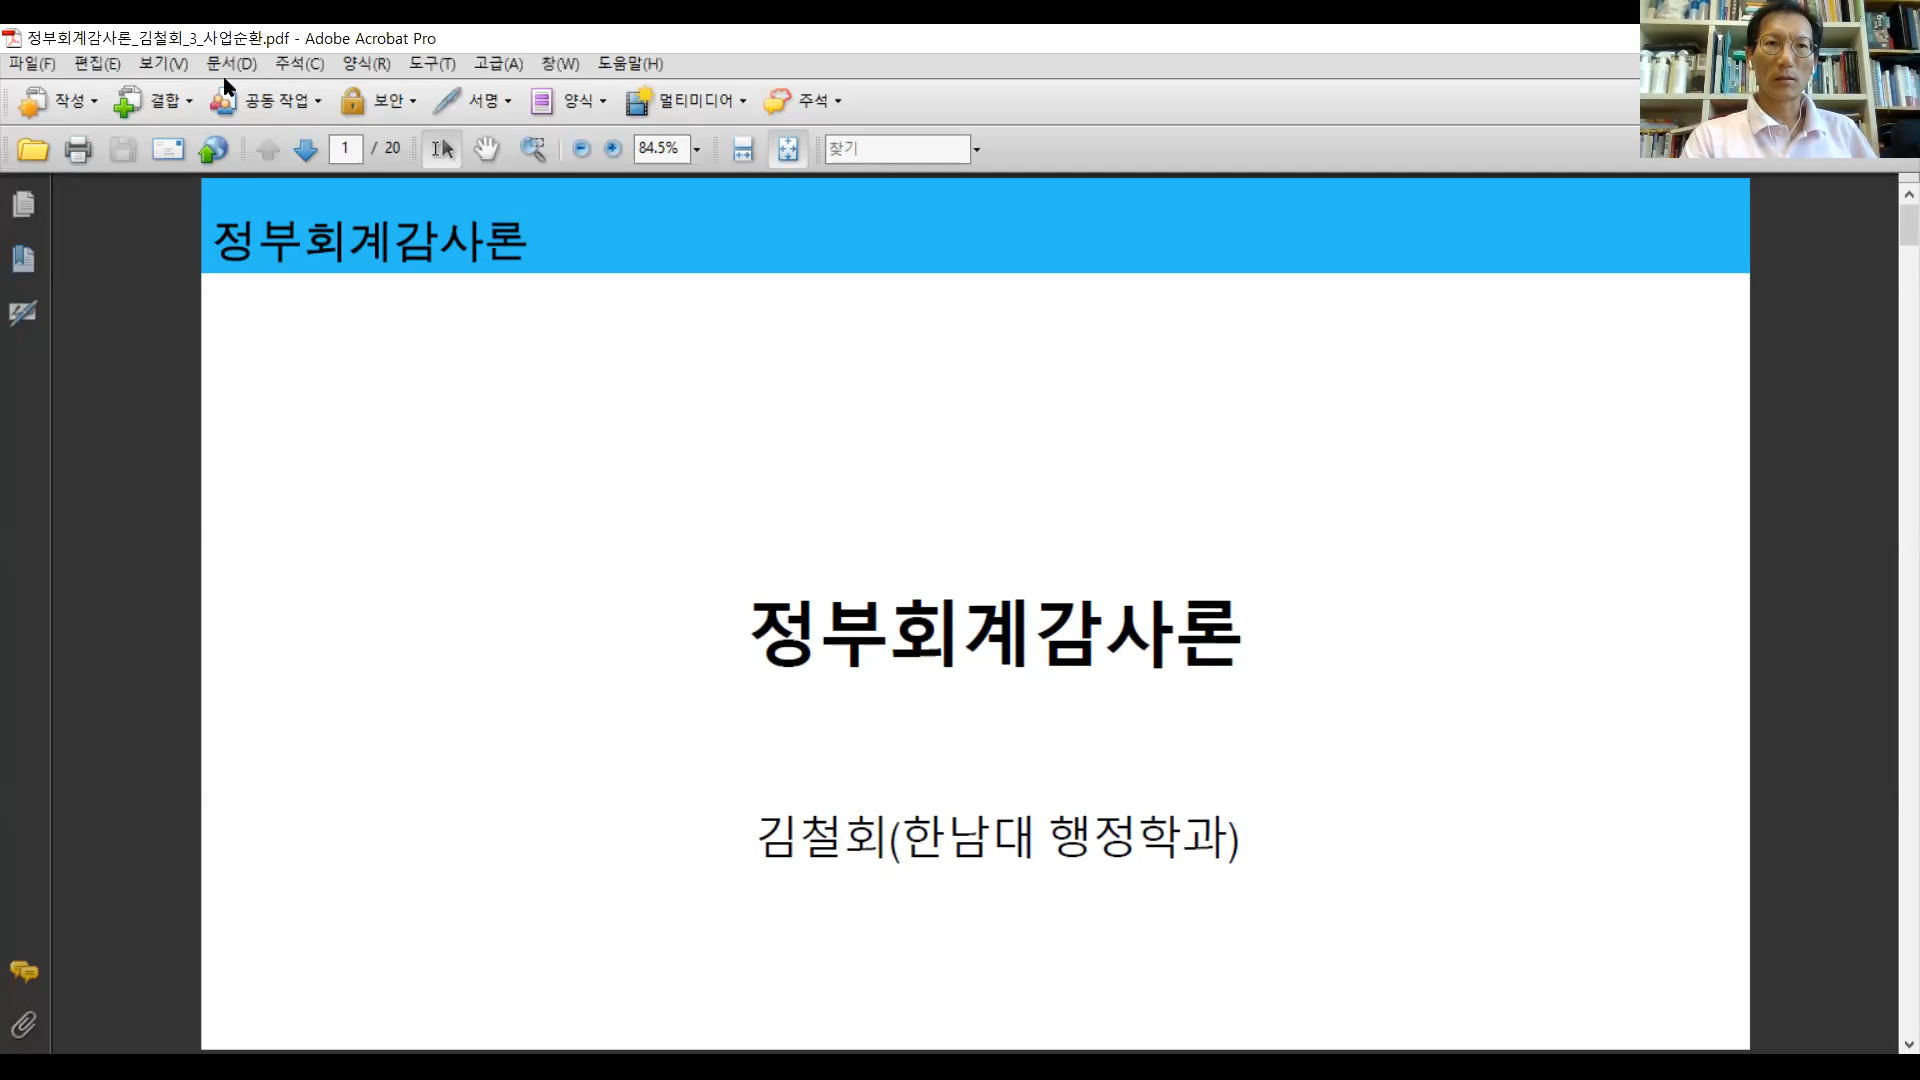 정부회계감사론_김철회_3_사업순환.pdf - Adobe Acrobat Pro
파일(F) 편집(E) 보기(V) 문서(D) 주석(C) 양식(R) 도구(T) 고급(A) 창(W) 도움말(H)
작성 결합 공동 작업 보안 서명 양식 멀티미디어 주석
1 / 20 84.5% 찾기
정부회계감사론
정부회계감사론
김철회(한남대 행정학과)